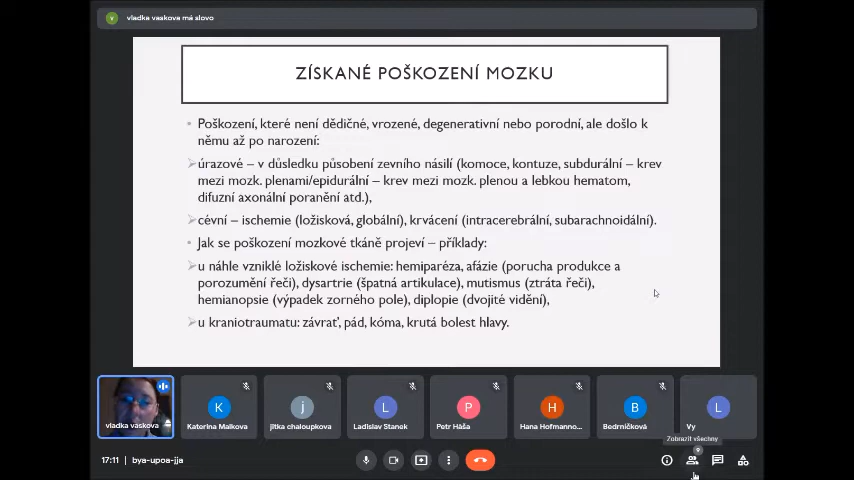 v
vladka vaskova má slovo
ZÍSKANÉ POŠKOZENÍ MOZKU
Poškození, které není dědičné, vrozené, degenerativní nebo porodní, ale došlo k
němu až po narození:
úrazové – v důsledku působení zevního násilí (komoce, kontuze, subdurální – krev
mezi mozk. plenami/epidurální – krev mezi mozk. plenou a lebkou hematom,
difuzní axonální poranění atd.),
cévní – ischemie (ložisková, globální), krvácení (intracerebrální, subarachnoidální).
Jak se poškození mozkové tkáně projeví – příklady:
u náhle vzniklé ložiskové ischemie: hemiparéza, afázie (porucha produkce a
porozumění řeči), dysartrie (špatná artikulace), mutismus (ztráta řeči),
hemianopsie (výpadek zorného pole), diplopie (dvojité vidění),
u kraniotraumatu: závrať, pád, kóma, krutá bolest hlavy.
K j L P H B L
vladka vaskova Katerina Malkova jitka chaloupkova Ladislav Stanek Petr Háša Hana Hofmanno... Bedrníčková Vy
Zobrazit všechny
9
17:11 | bya-upoa-jja